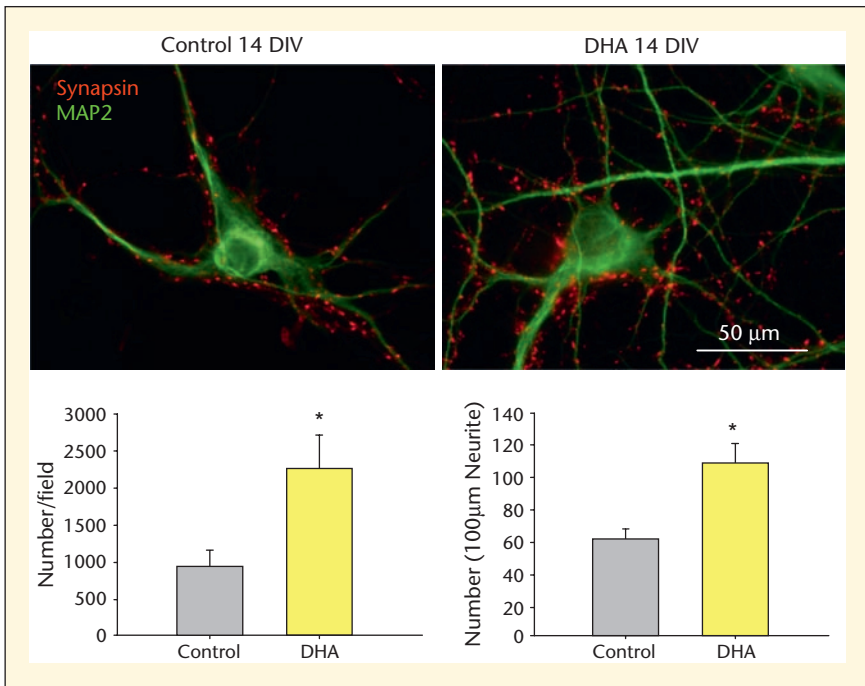 Control 14 DIV
DHA 14 DIV
Synapsin
MAP2
50 μm
Number/field
3000
2500
2000
1500
1000
500
0
*
Control
DHA
Number (100μm Neurite)
140
120
100
80
60
40
20
0
*
Control
DHA